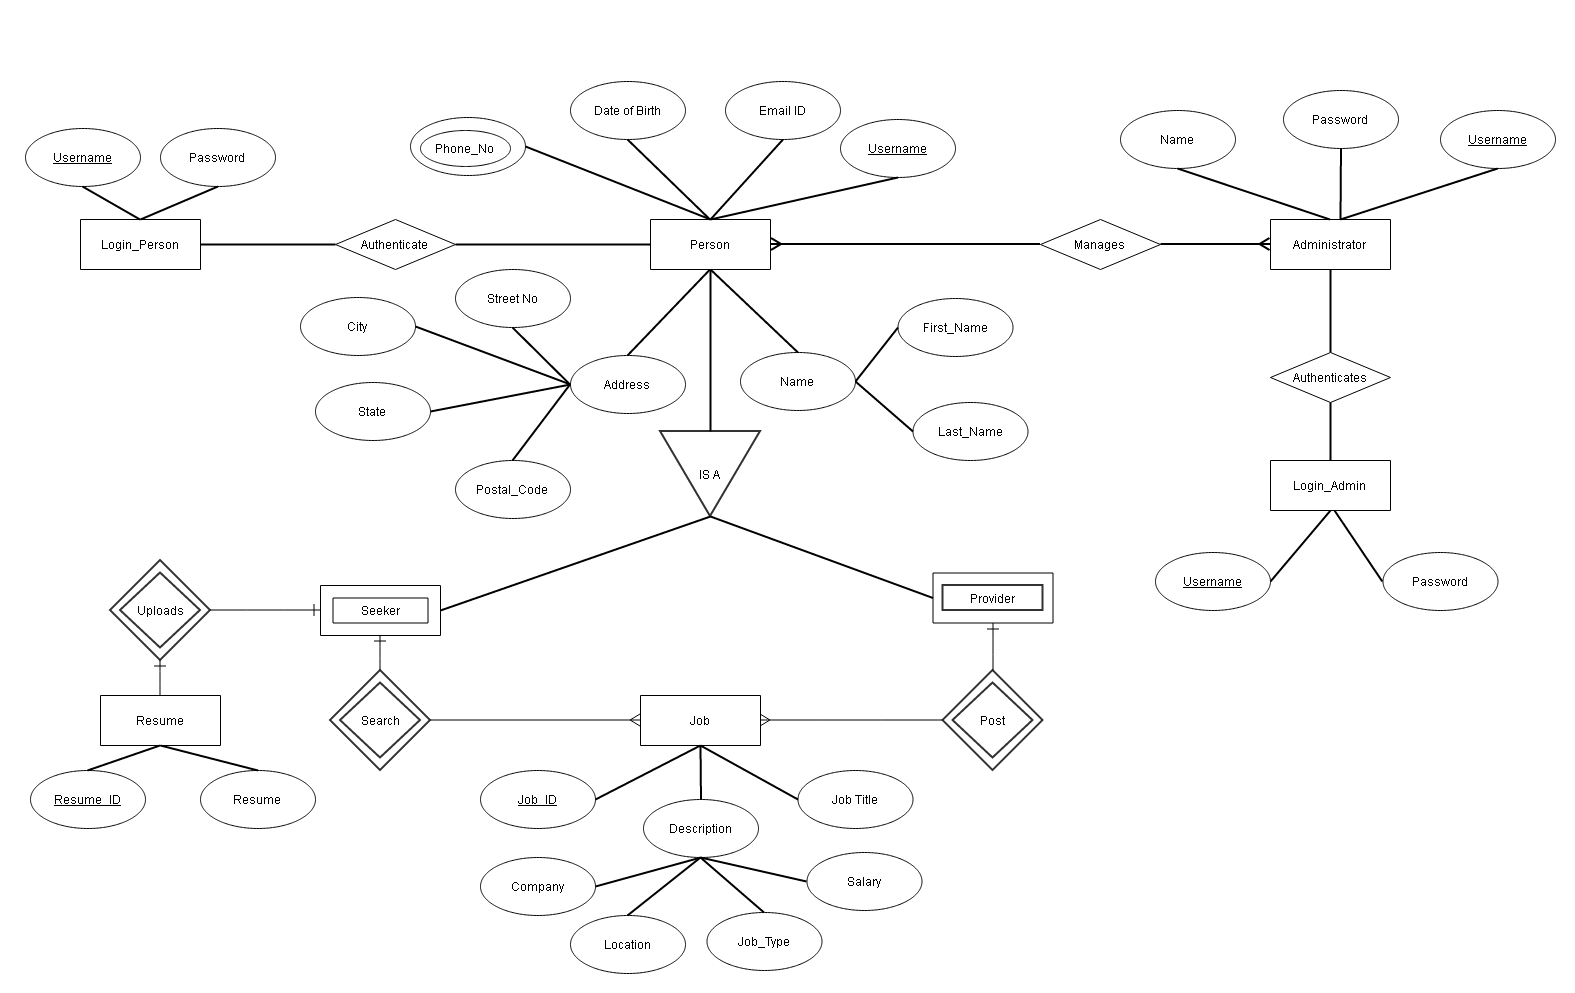 Date of Birth
Email ID
Password
Name
Username
Phone_No
Username
Username
Password
Login_Person
Authenticate
Person
Manages
Administrator
Street No
City
First_Name
Address
Name
Authenticates
State
Last_Name
IS A
Postal_Code
Login_Admin
Username
Password
Uploads
Seeker
Provider
Resume
Search
Job
Post
Resume_ID
Resume
Job_ID
Job Title
Description
Company
Salary
Location
Job_Type